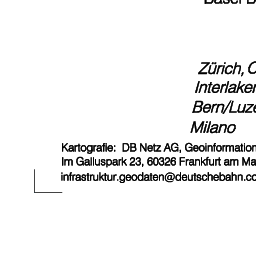 Basel B
Zürich, C
Interlaken
Bern/Luze
Milano
Kartografie: DB Netz AG, Geoinformation
Im Galluspark 23, 60326 Frankfurt am Ma
infrastruktur.geodaten@deutschebahn.co